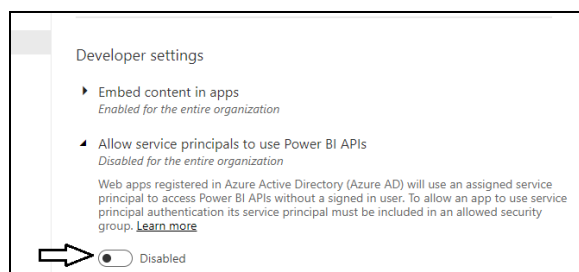 Developer settings
Embed content in apps
Enabled for the entire organization
Allow service principals to use Power BI APIs
Disabled for the entire organization
Web apps registered in Azure Active Directory (Azure AD) will use an assigned service
principal to access Power BI APIs without a signed in user. To allow an app to use service
principal authentication its service principal must be included in an allowed security
group. Learn more
Disabled